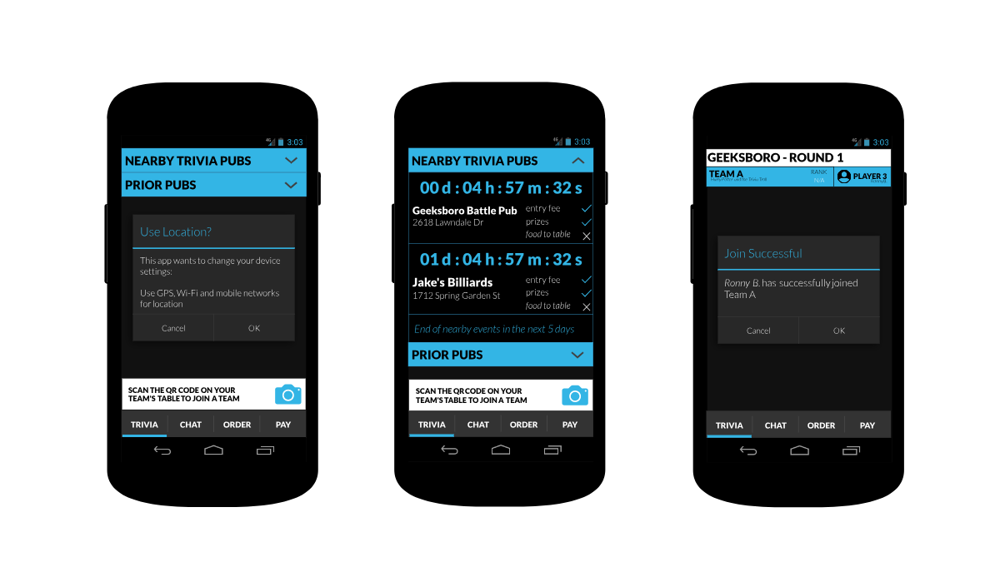 4G 3:03
NEARBY TRIVIA PUBS
PRIOR PUBS
Use Location?
This app wants to change your device
settings:
Use GPS, Wi-Fi and mobile networks
for location
Cancel OK
SCAN THE QR CODE ON YOUR
TEAM'S TABLE TO JOIN A TEAM
TRIVIA CHAT ORDER PAY
4G 3:03
NEARBY TRIVIA PUBS
00 d : 04 h : 57 m : 32 s
Geeksboro Battle Pub entry fee
2618 Lawndale Dr prizes
food to table
01 d : 04 h : 57 m : 32 s
Jake's Billiards entry fee
1712 Spring Garden St prizes
food to table
End of nearby events in the next 5 days
PRIOR PUBS
SCAN THE QR CODE ON YOUR
TEAM'S TABLE TO JOIN A TEAM
TRIVIA CHAT ORDER PAY
4G 3:03
GEEKSBORO - ROUND 1
TEAM A RANK PLAYER 3
N/A
Join Successful
Ronny B. has successfully joined
Team A
Cancel OK
TRIVIA CHAT ORDER PAY